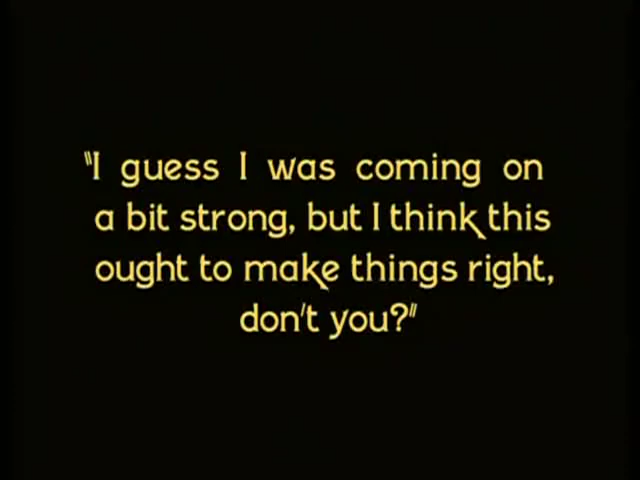 "I guess I was coming on
a bit strong, but I think this
ought to make things right,
don't you?"